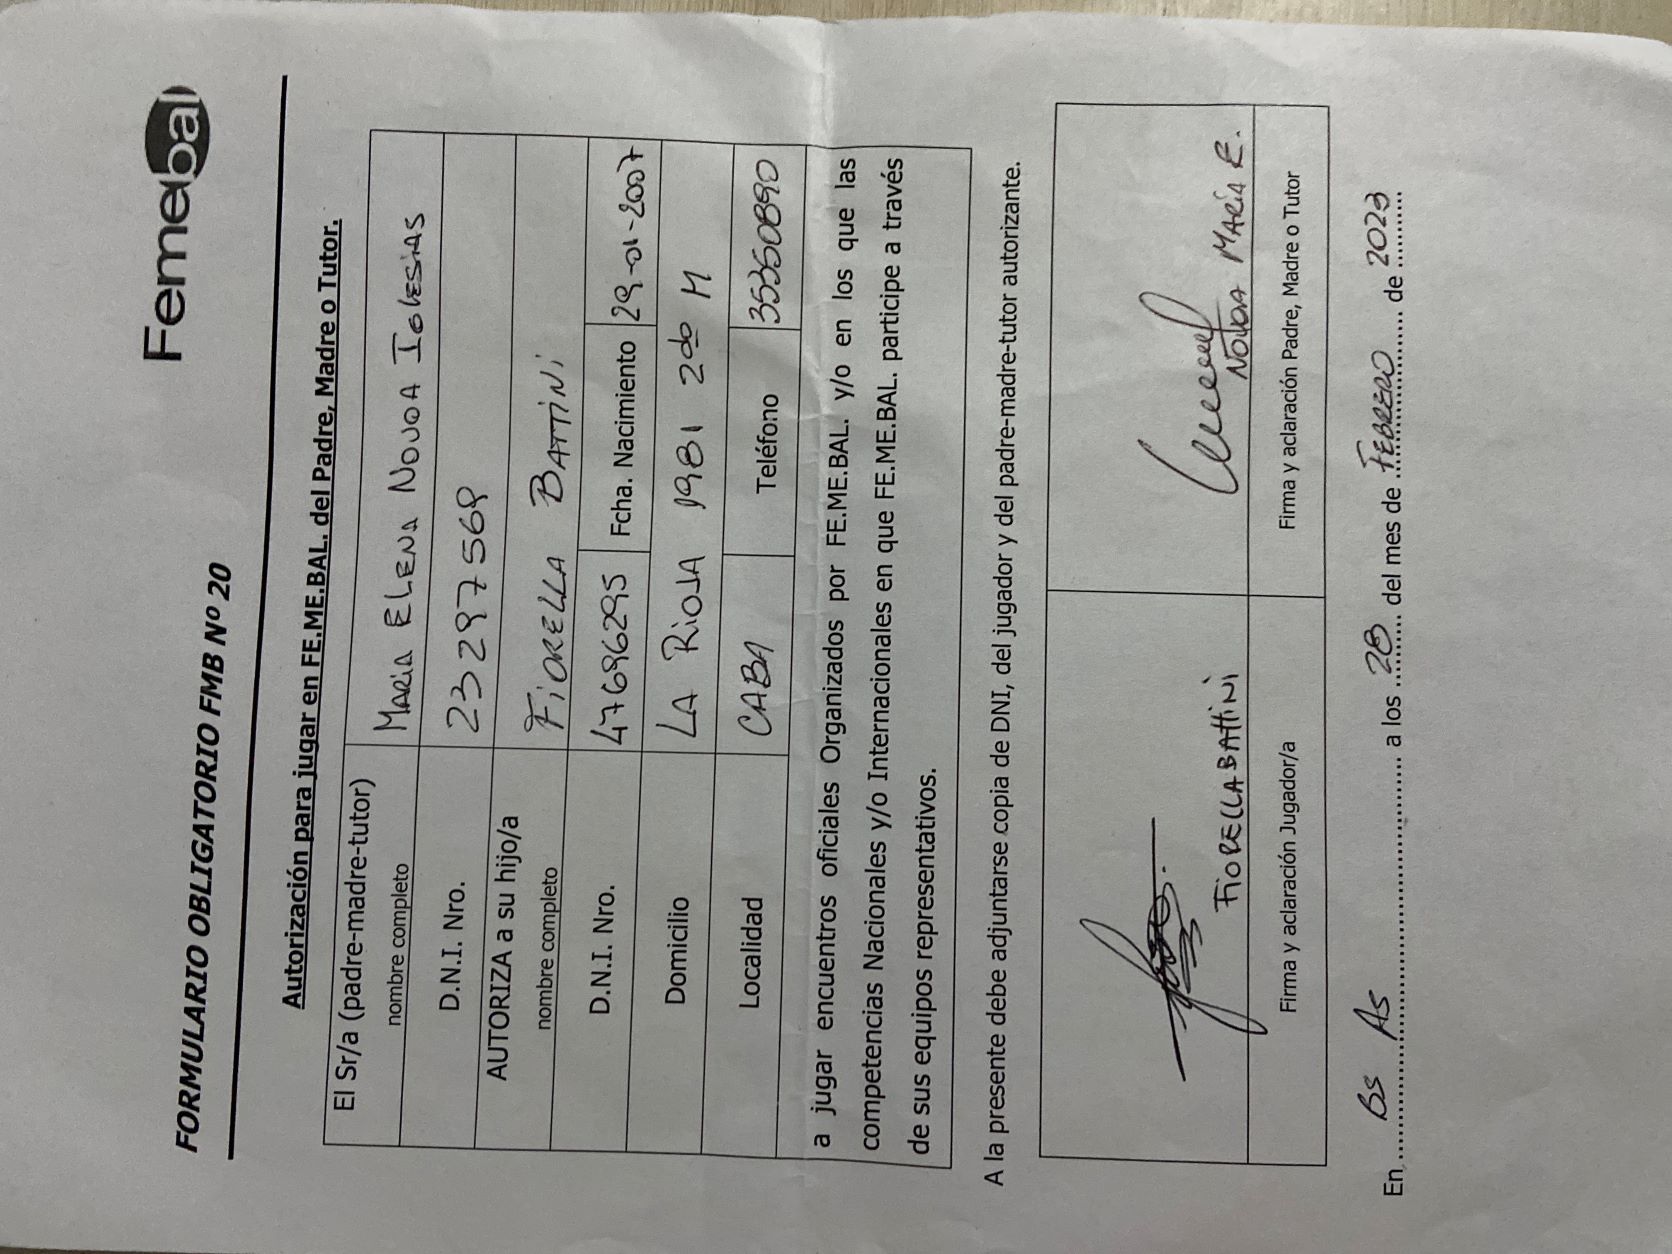 Femebal
FORMULARIO OBLIGATORIO FMB Nº 20
Autorización para jugar en FE.ME.BAL. del Padre, Madre o Tutor.
El Sr/a (padre-madre-tutor)
nombre completo
MARIA ELENA NOVOA IGLESIAS
D.N.I. Nro.
23297568
AUTORIZA a su hijo/a
nombre completo
FIORELLA BATTINI
D.N.I. Nro. 47696295 Fcha. Nacimiento 29-01-2007
Domicilio LA RIOJA 1981 2do M
Localidad CABA Teléfono 35350890
a jugar encuentros oficiales Organizados por FE.ME.BAL. y/o en los que las
competencias Nacionales y/o Internacionales en que FE.ME.BAL. participe a través
de sus equipos representativos.
A la presente debe adjuntarse copia de DNI, del jugador y del padre-madre-tutor autorizante.
FIORELLA BATTINI
Firma y aclaración Jugador/a
NOVOA MARIA E.
Firma y aclaración Padre, Madre o Tutor
En BS AS a los 28 del mes de FEBRERO de 2023